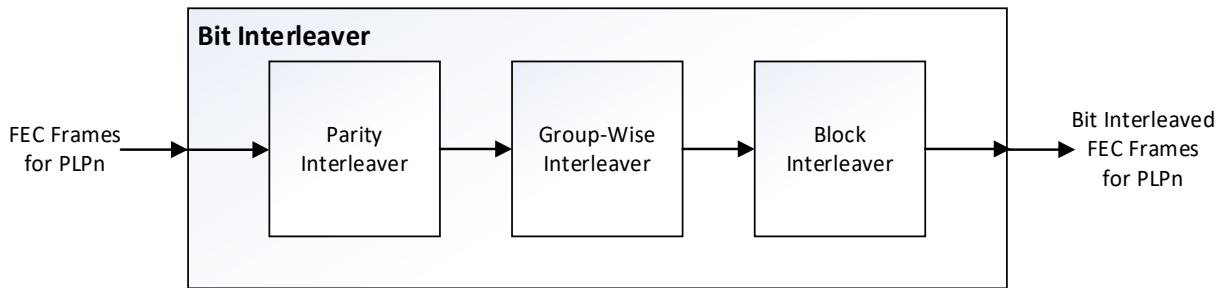 Bit Interleaver
FEC Frames
for PLPn
Parity
Interleaver
Group-Wise
Interleaver
Block
Interleaver
Bit Interleaved
FEC Frames
for PLPn